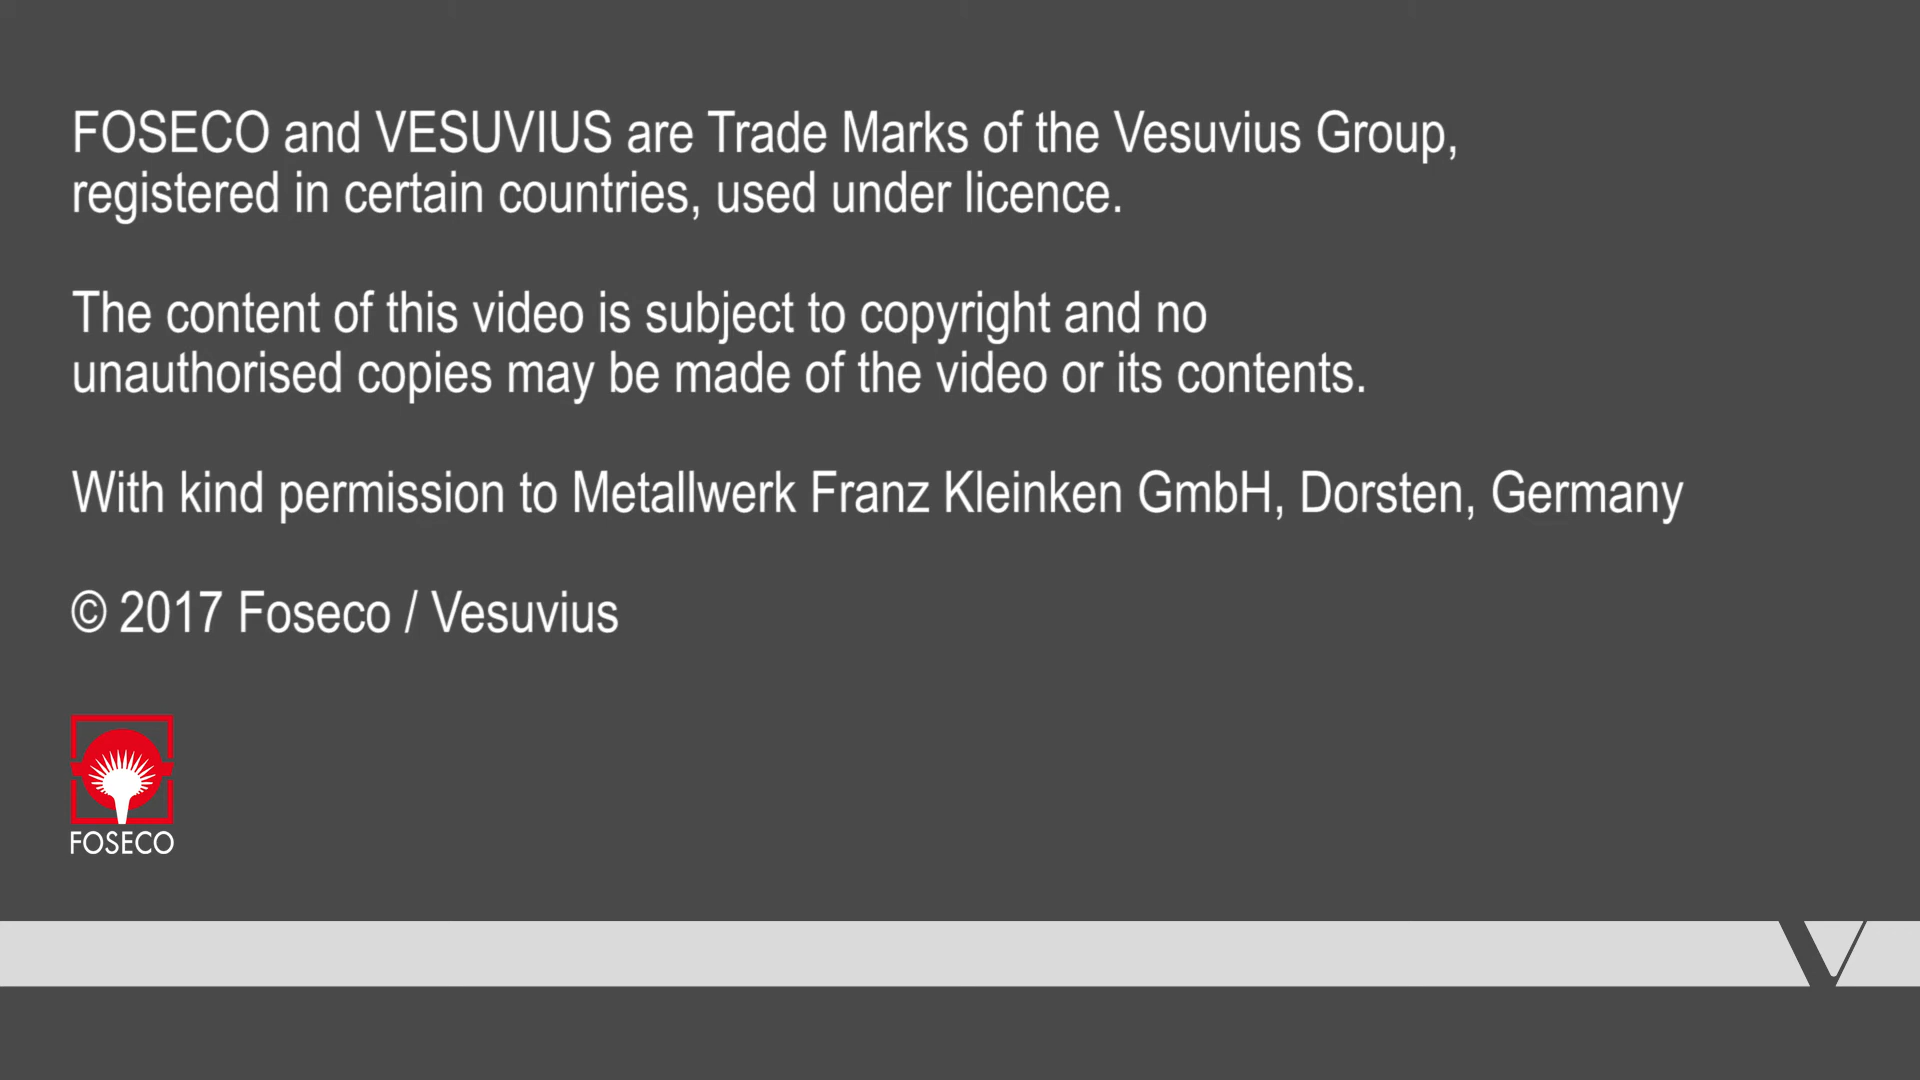 FOSECO and VESUVIUS are Trade Marks of the Vesuvius Group,
registered in certain countries, used under licence.
The content of this video is subject to copyright and no
unauthorised copies may be made of the video or its contents.
With kind permission to Metallwerk Franz Kleinken GmbH, Dorsten, Germany
© 2017 Foseco / Vesuvius
FOSECO
V